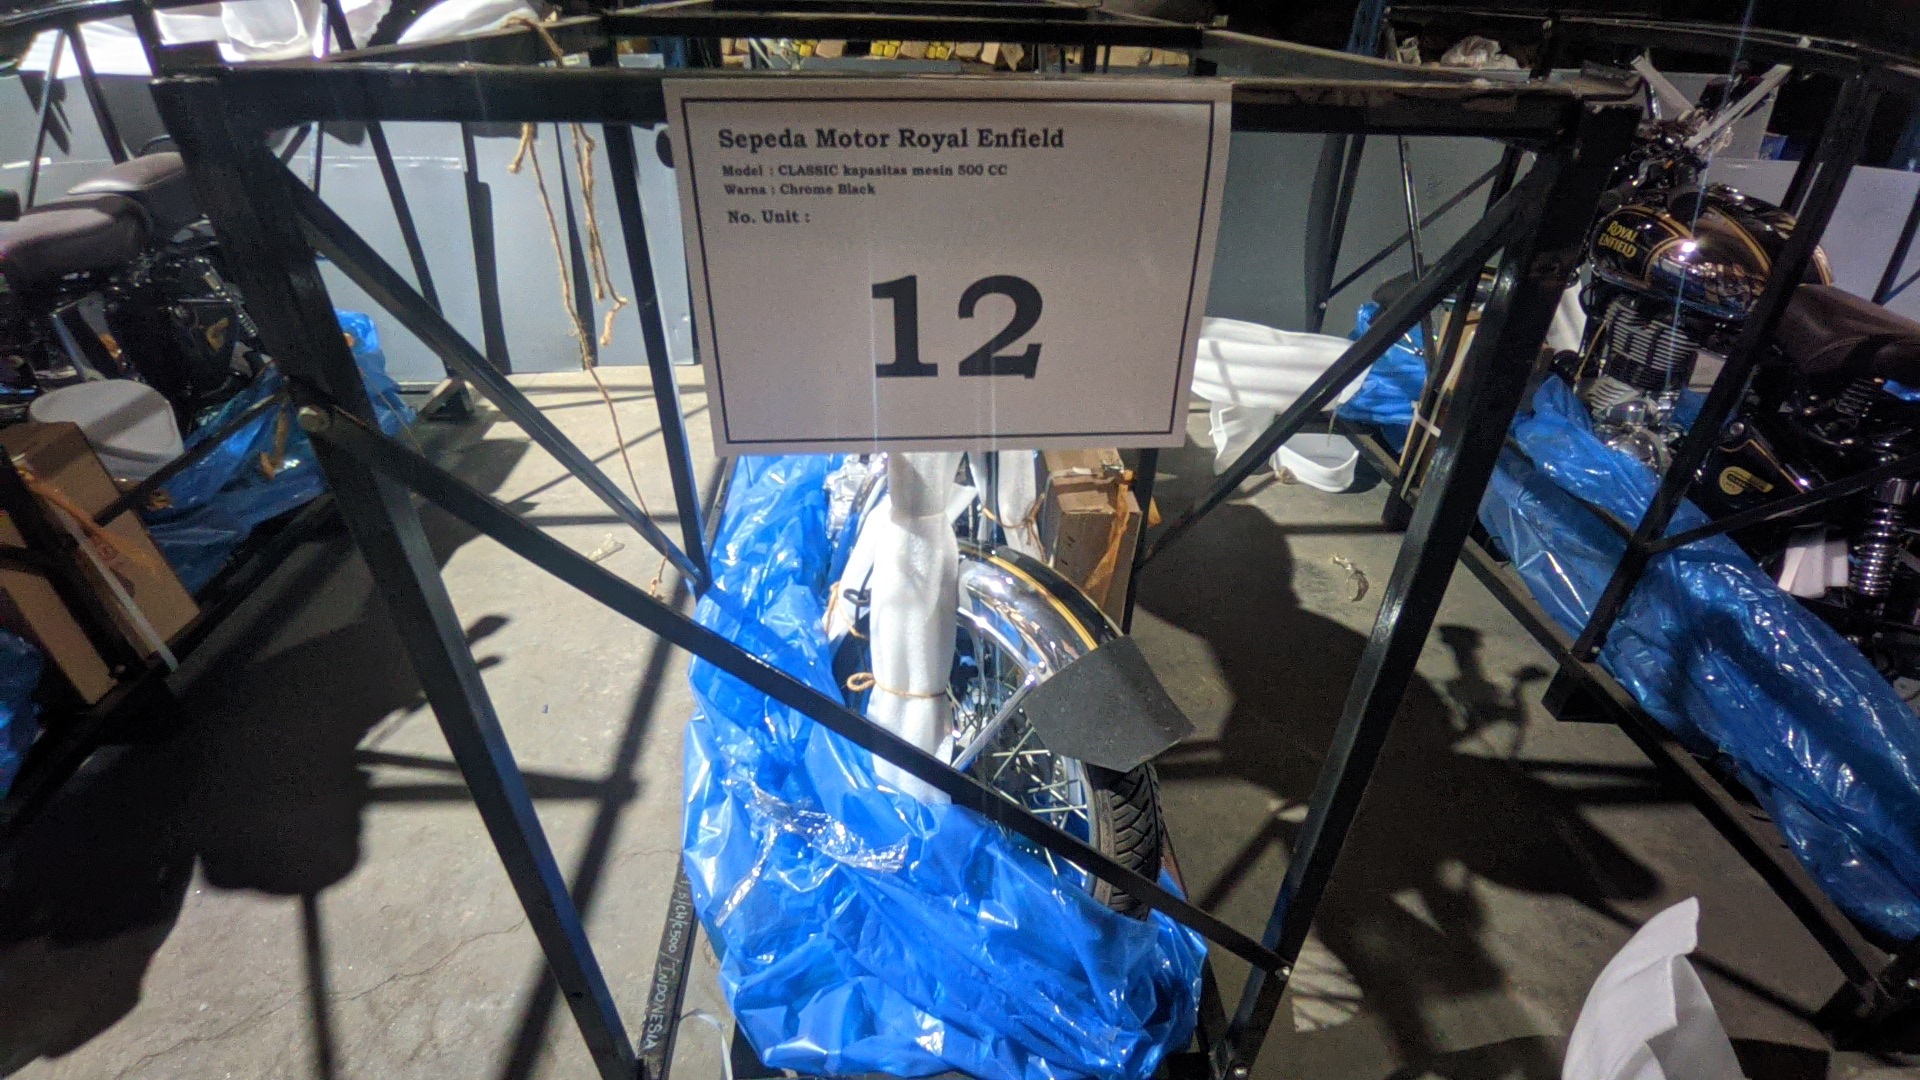 Sepeda Motor Royal Enfield
Model : CLASSIC kapasitas mesin 500 CC
Warna : Chrome Black
No. Unit :
12
ROYAL
ENFIELD
C500/INDONESIA